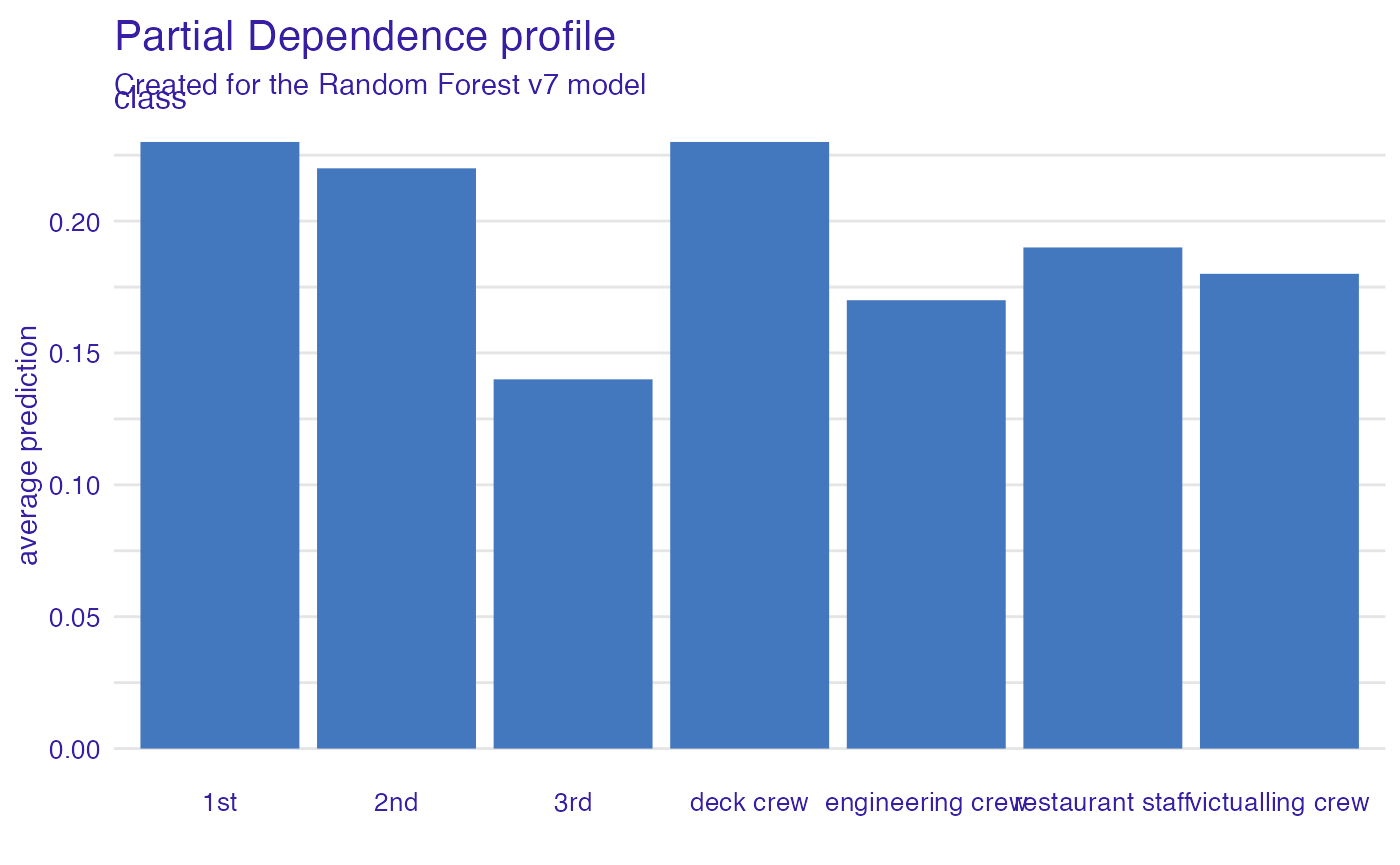 Partial Dependence profile
Created for the Random Forest v7 model
class
average prediction
0.20
0.15
0.10
0.05
0.00
1st 2nd 3rd deck crew engineering crew restaurant staff victualling crew